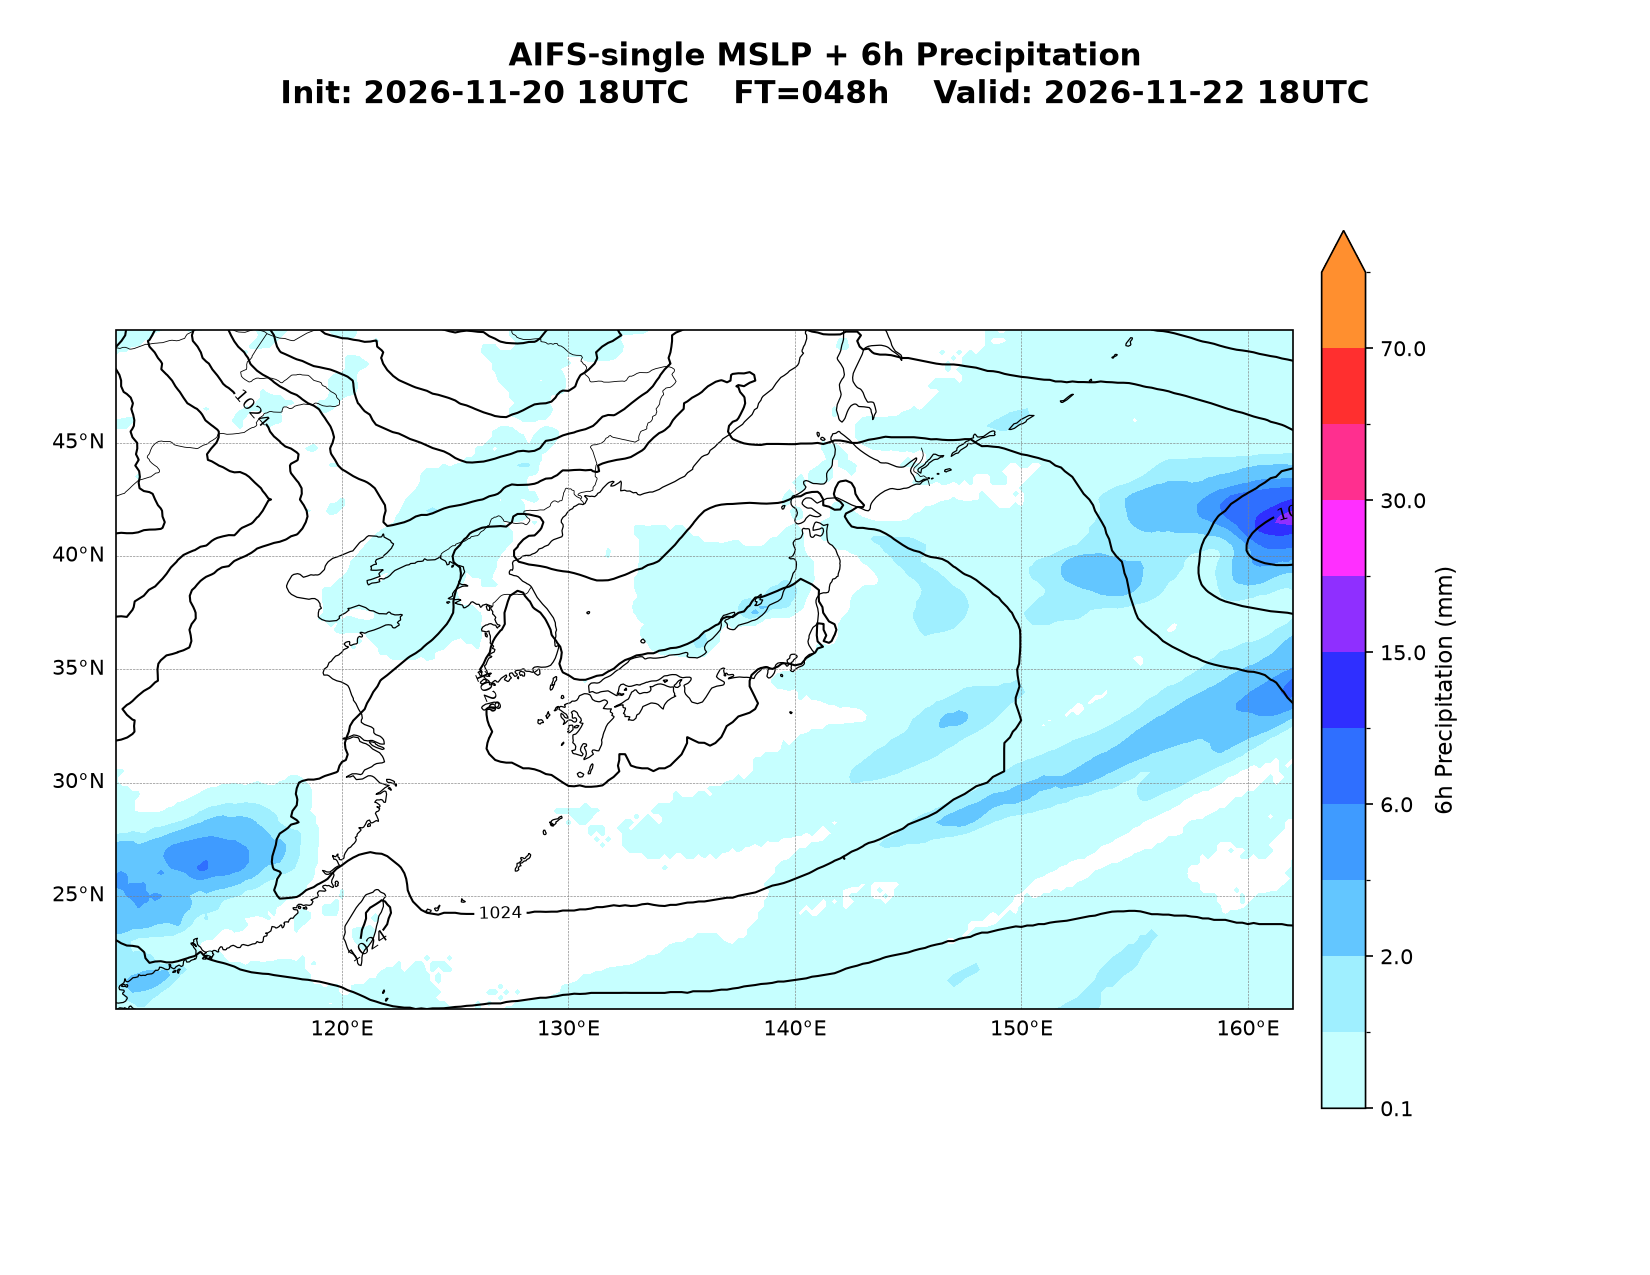 AIFS-single MSLP + 6h Precipitation
Init: 2026-11-20 18UTC    FT=048h    Valid: 2026-11-22 18UTC
70.0
30.0
15.0
6.0
2.0
0.1
6h Precipitation (mm)
45°N
40°N
35°N
30°N
25°N
120°E
130°E
140°E
150°E
160°E
1024
1028
1024